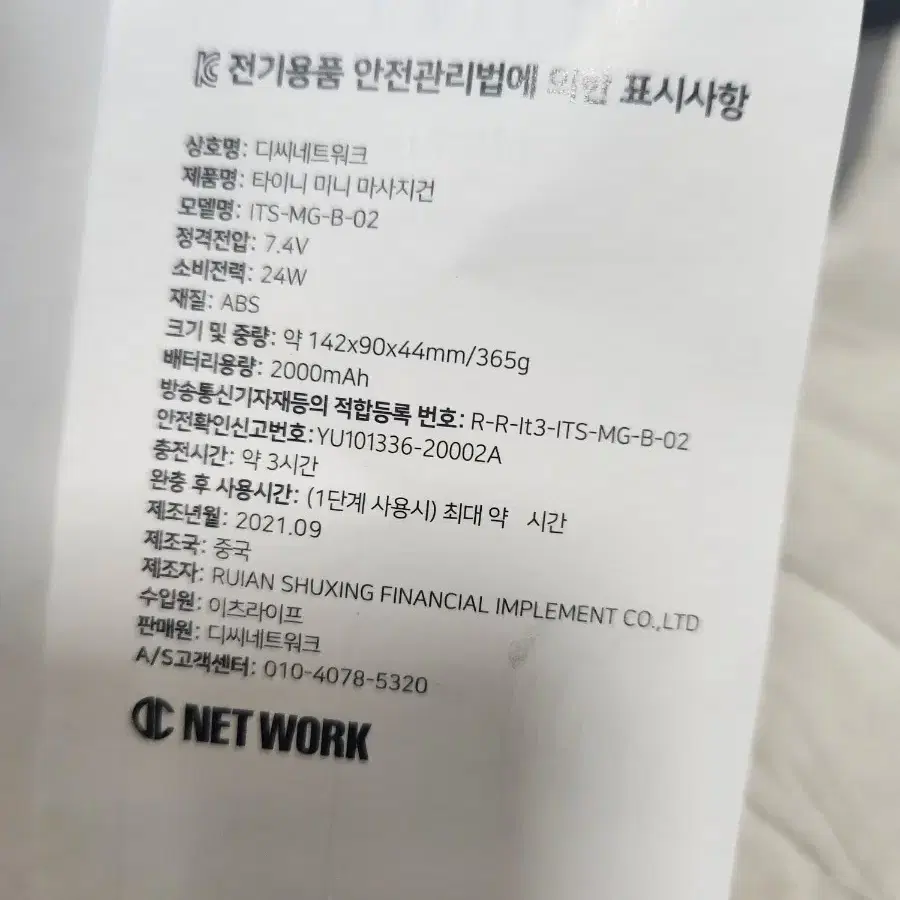 전기용품 안전관리법에 의한 표시사항
상호명: 디씨네트워크
제품명: 타이니 미니 마사지건
모델명: ITS-MG-B-02
정격전압: 7.4V
소비전력: 24W
재질: ABS
크기 및 중량: 약 142x90x44mm/365g
배터리용량: 2000mAh
방송통신기자재등의 적합등록 번호: R-R-It3-ITS-MG-B-02
안전확인신고번호:YU101336-20002A
충전시간: 약 3시간
완충 후 사용시간: (1단계 사용시) 최대 약 시간
제조년월: 2021.09
제조국: 중국
제조자: RUIAN SHUXING FINANCIAL IMPLEMENT CO.,LTD
수입원: 이츠라이프
판매원: 디씨네트워크
A/S고객센터: 010-4078-5320
DC NETWORK